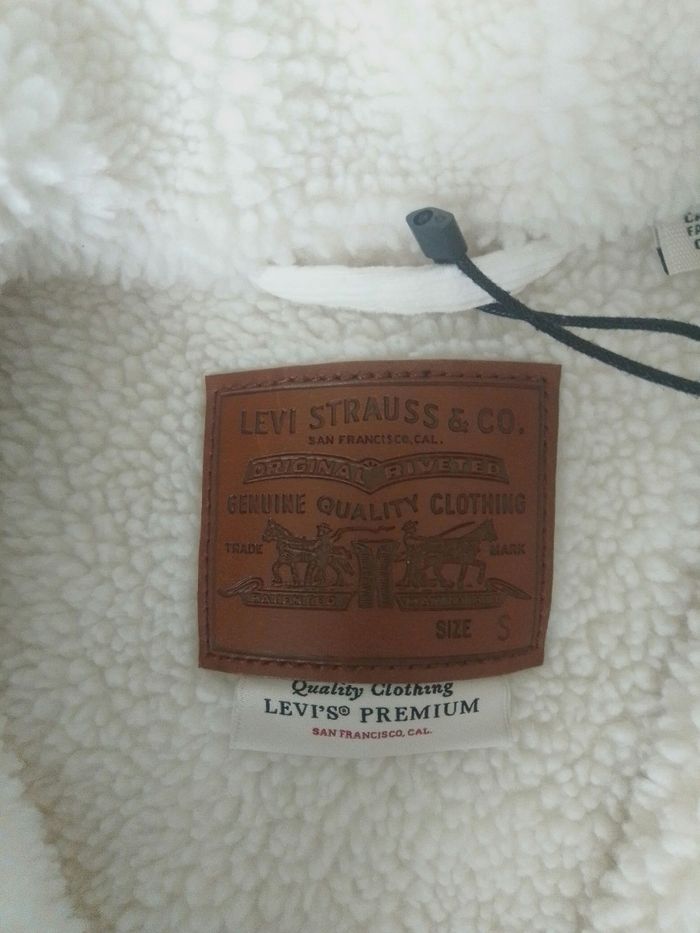 LEVI STRAUSS & CO.
SAN FRANCISCO, CAL.
ORIGINAL RIVETED
GENUINE QUALITY CLOTHING
TRADE MARK
PATENTED
SIZE S
Quality Clothing
LEVI'S® PREMIUM
SAN FRANCISCO, CAL.